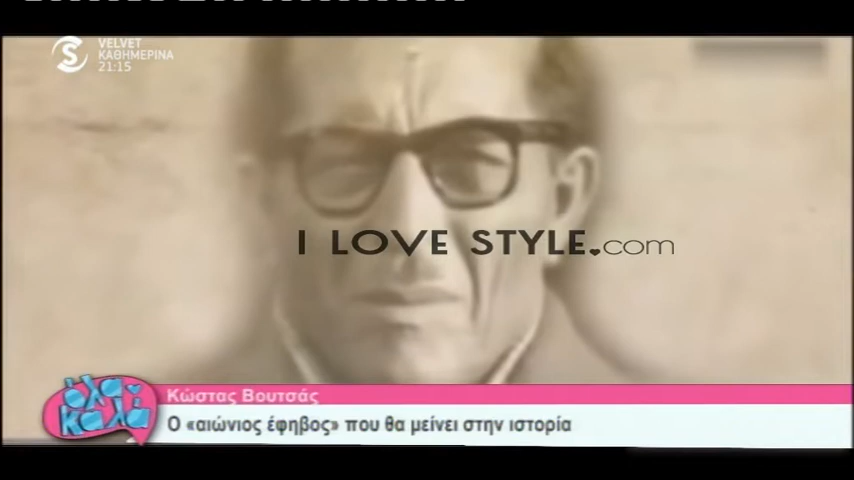 VELVET
ΚΑΘΗΜΕΡΙΝΑ
21:15
I LOVE STYLE.com
όλα
καλά
Κώστας Βουτσάς
Ο «αιώνιος έφηβος» που θα μείνει στην ιστορία